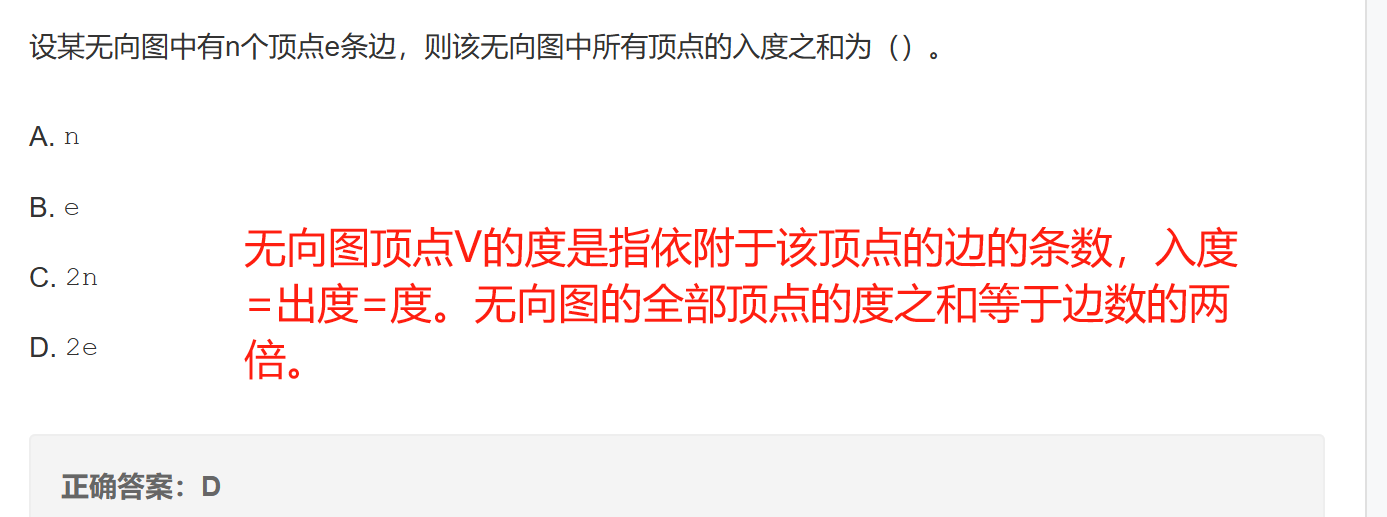 设某无向图中有n个顶点e条边，则该无向图中所有顶点的入度之和为（）。
A. n
B. e
C. 2n
D. 2e
无向图顶点V的度是指依附于该顶点的边的条数，入度
=出度=度。无向图的全部顶点的度之和等于边数的两
倍。
正确答案：D